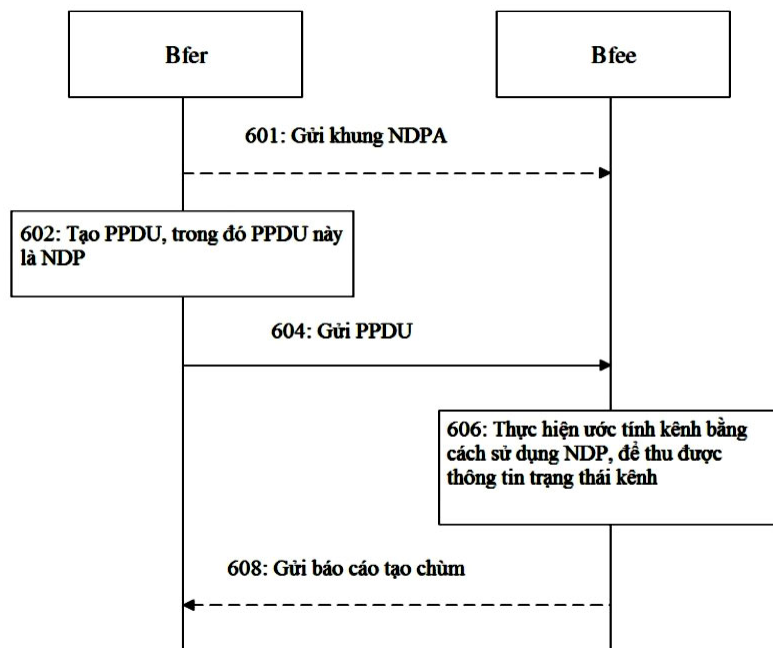 Bfer
Bfee
601: Gửi khung NDPA
602: Tạo PPDU, trong đó PPDU này
là NDP
604: Gửi PPDU
606: Thực hiện ước tính kênh bằng
cách sử dụng NDP, để thu được
thông tin trạng thái kênh
608: Gửi báo cáo tạo chùm